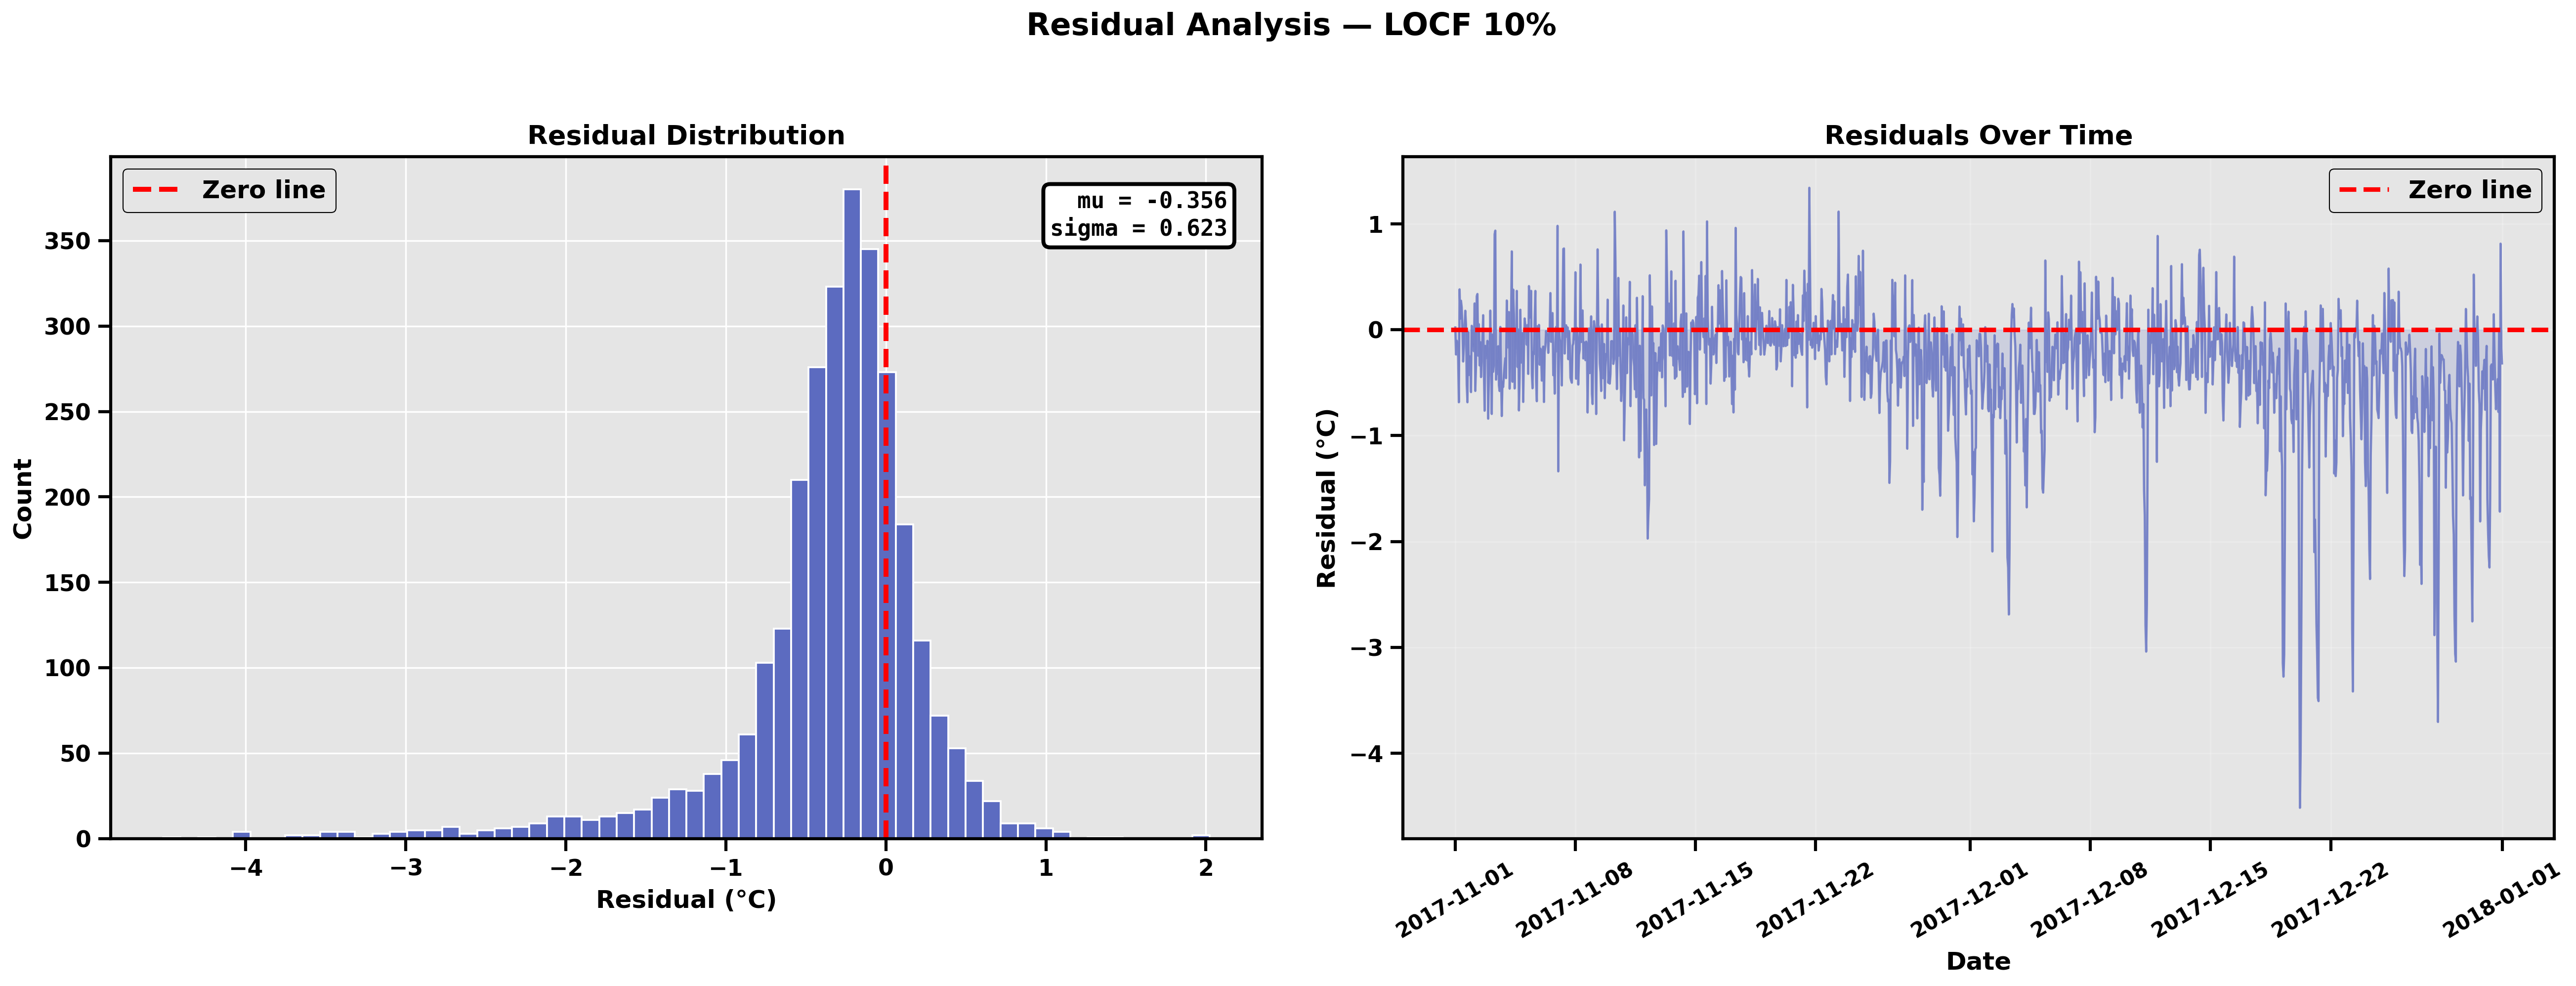 Residual Analysis — LOCF 10%
Residual Distribution
Zero line
mu = -0.356
sigma = 0.623
Count
350
300
250
200
150
100
50
0
−4 −3 −2 −1 0 1 2
Residual (°C)
Residuals Over Time
Zero line
Residual (°C)
1
0
−1
−2
−3
−4
2017-11-01 2017-11-08 2017-11-15 2017-11-22 2017-12-01 2017-12-08 2017-12-15 2017-12-22 2018-01-01
Date